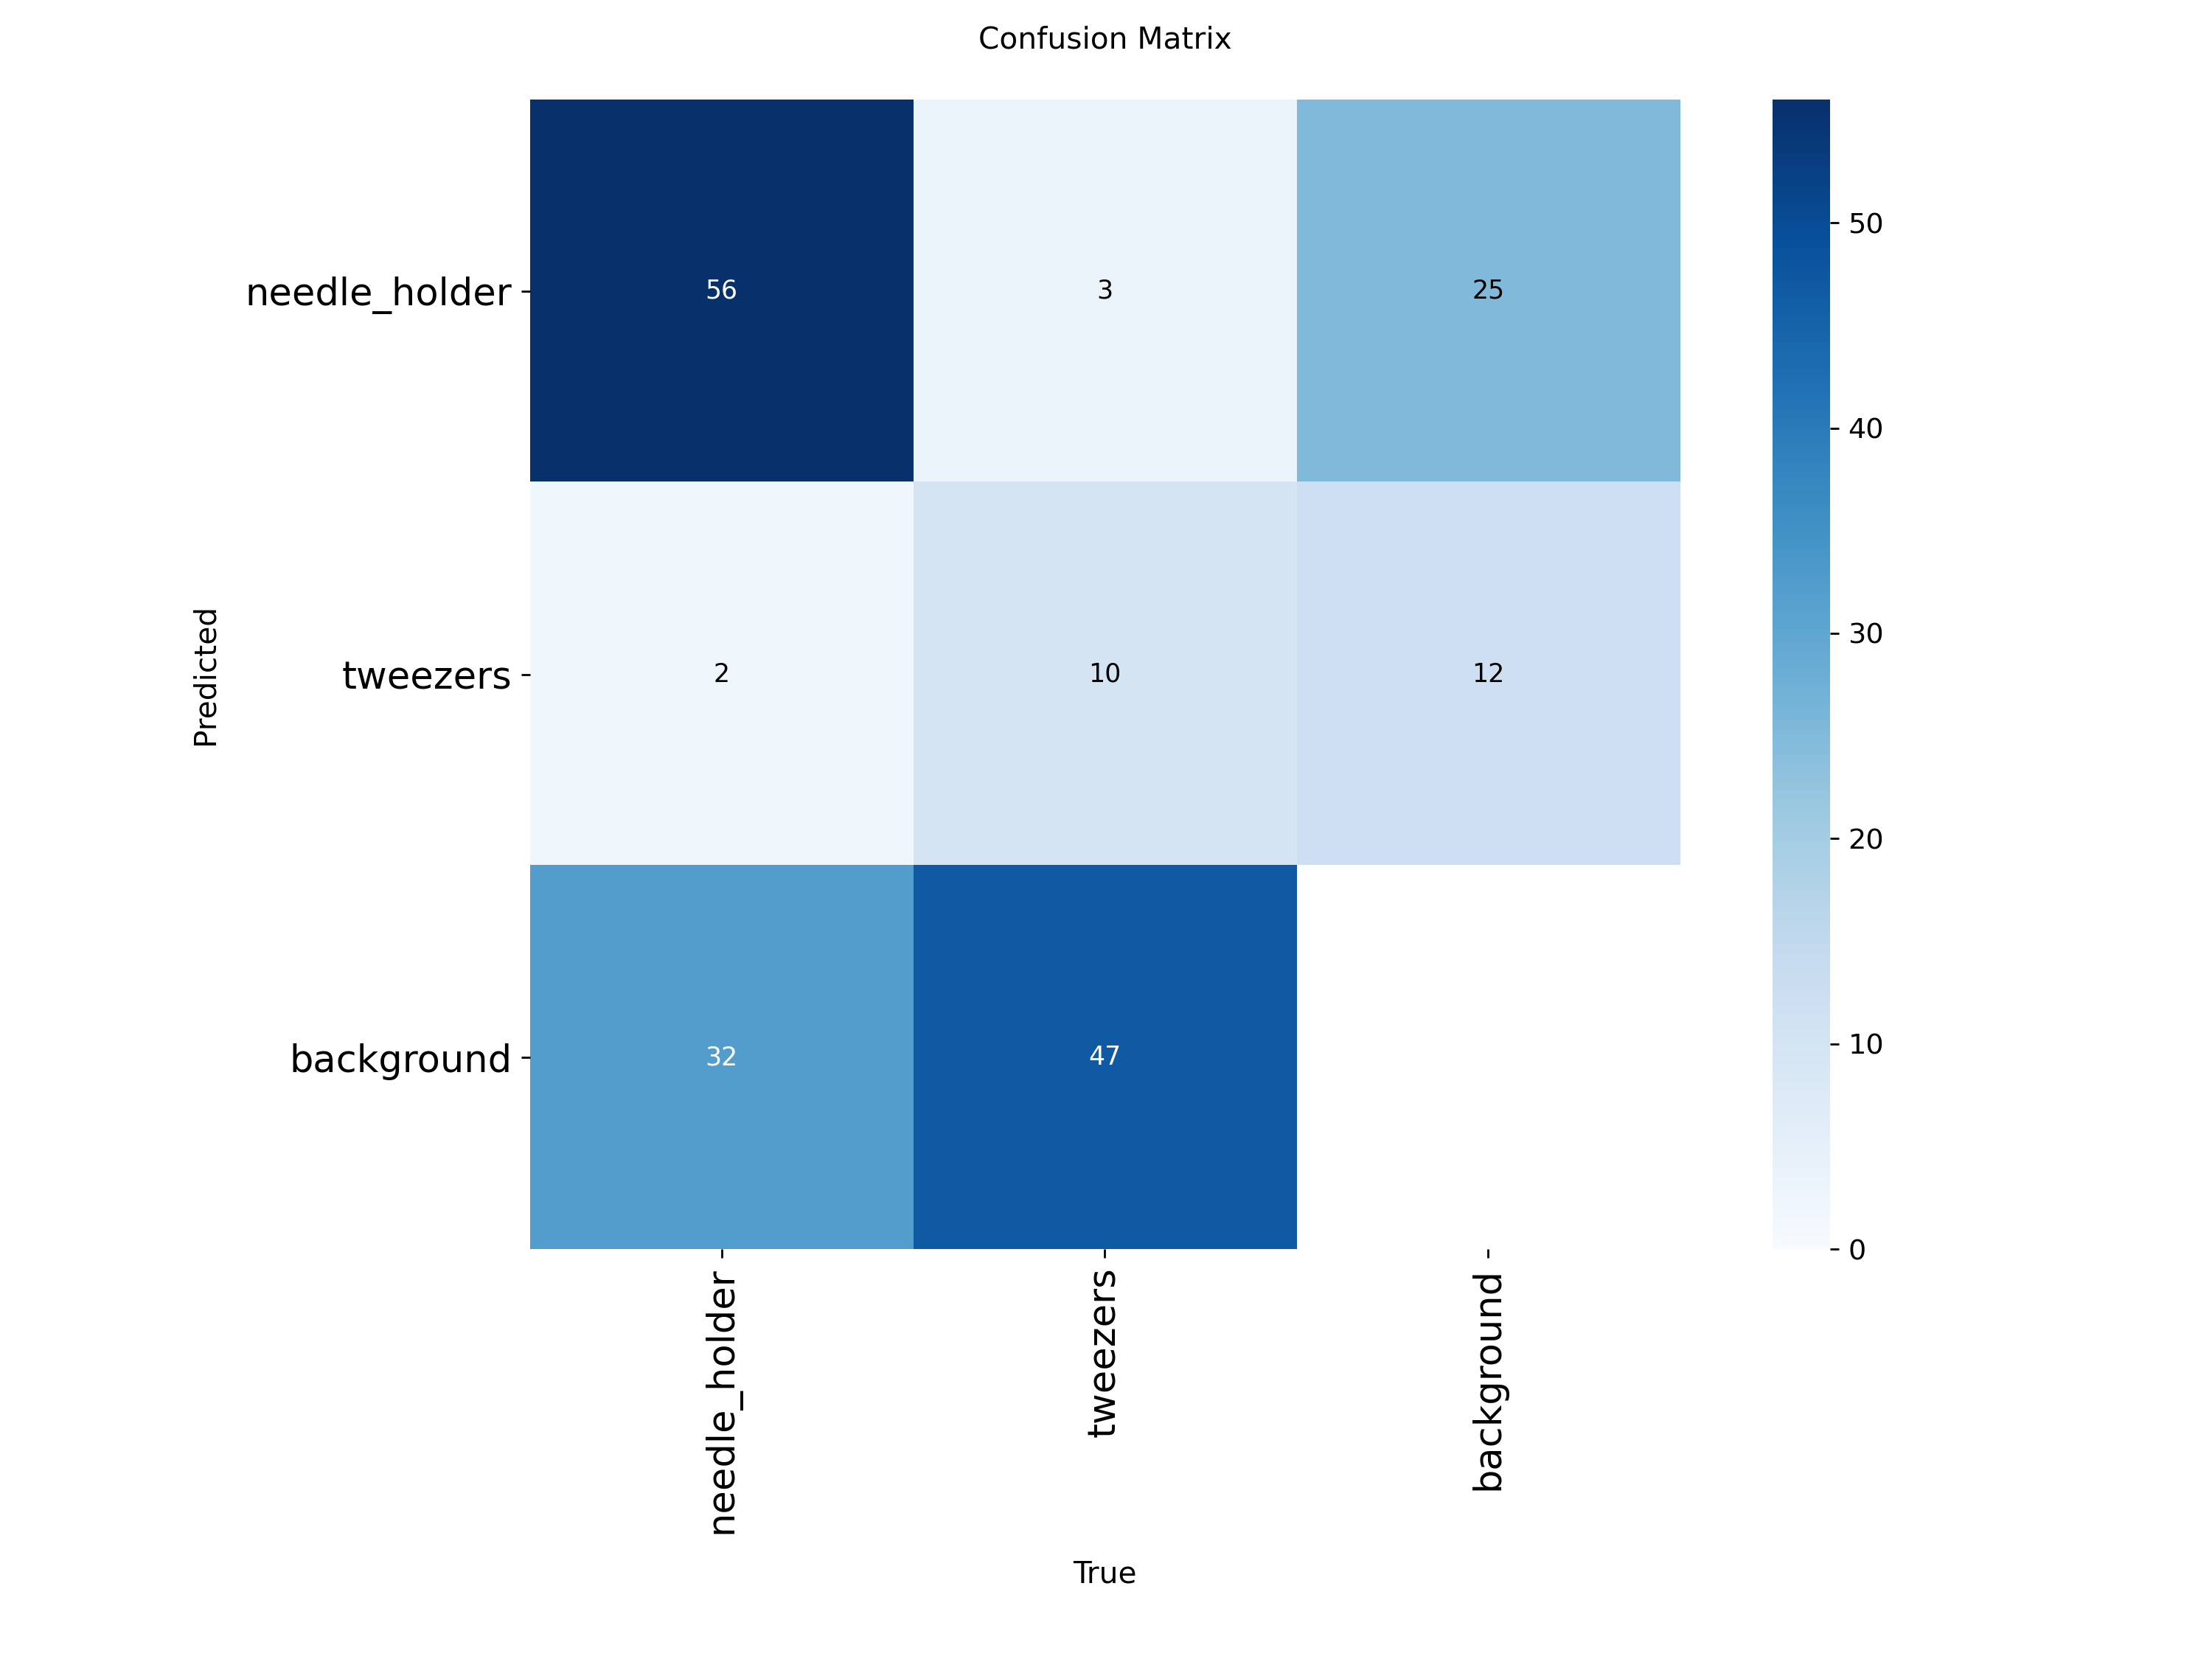 Confusion Matrix
needle_holder
56
3
25
tweezers
2
10
12
background
32
47
Predicted
needle_holder
tweezers
background
True
50
40
30
20
10
0